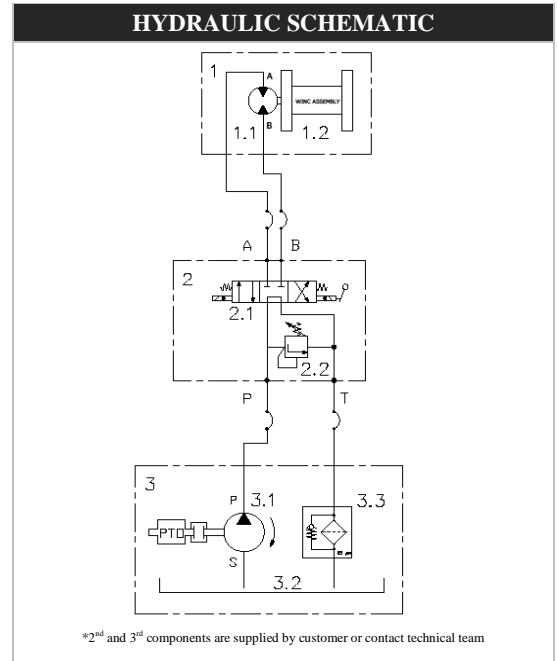 HYDRAULIC SCHEMATIC
1
A
WINC ASSEMBLY
1.1
B
1.2
A
B
2
2.1
2.2
P
T
3
P
3.1
3.3
PTO
S
3.2
*2nd and 3rd components are supplied by customer or contact technical team